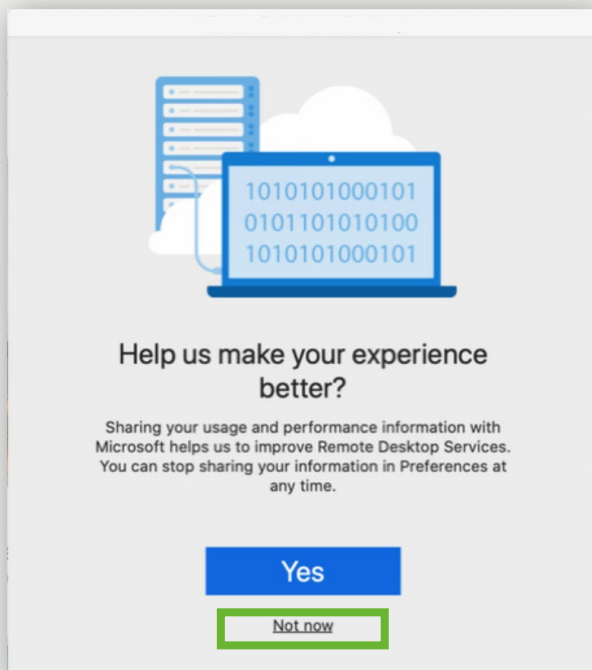 1010101000101
0101101010100
1010101000101
Help us make your experience
better?
Sharing your usage and performance information with
Microsoft helps us to improve Remote Desktop Services.
You can stop sharing your information in Preferences at
any time.
Yes
Not now